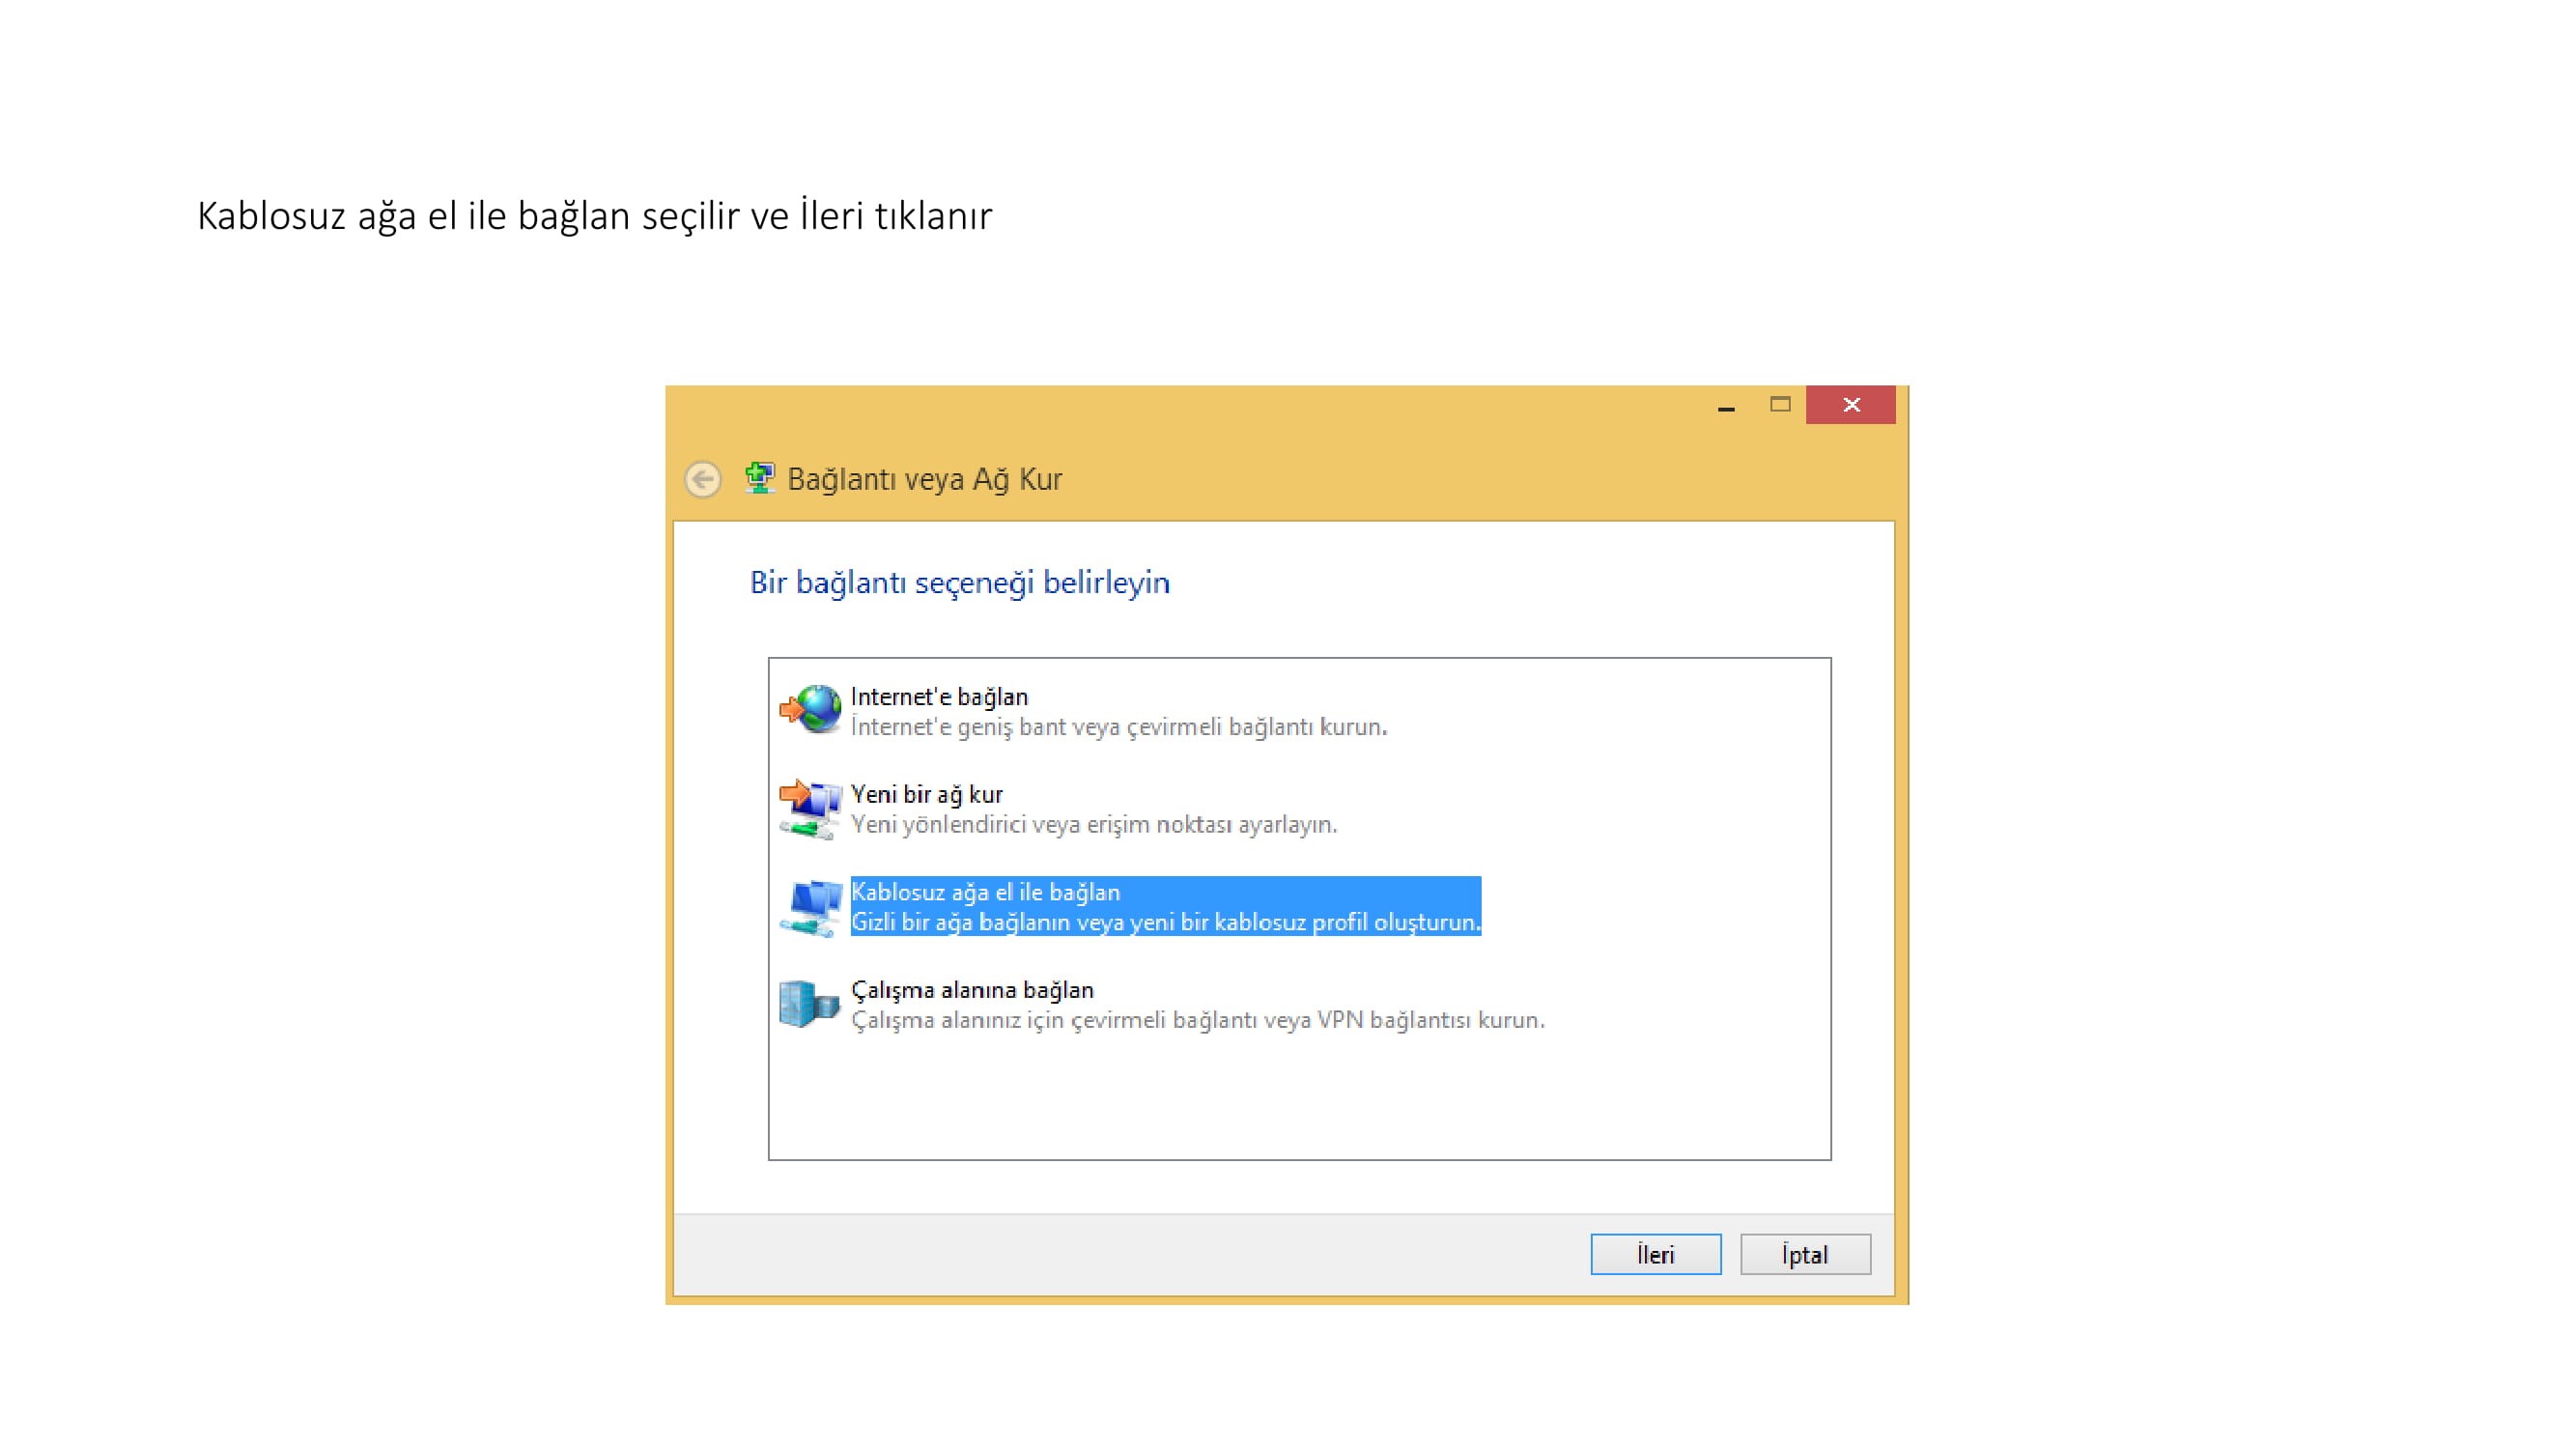 Kablosuz ağa el ile bağlan seçilir ve İleri tıklanır
Bağlantı veya Ağ Kur
Bir bağlantı seçeneği belirleyin
İnternet'e bağlan
İnternet'e geniş bant veya çevirmeli bağlantı kurun.
Yeni bir ağ kur
Yeni yönlendirici veya erişim noktası ayarlayın.
Kablosuz ağa el ile bağlan
Gizli bir ağa bağlanın veya yeni bir kablosuz profil oluşturun.
Çalışma alanına bağlan
Çalışma alanınız için çevirmeli bağlantı veya VPN bağlantısı kurun.
İleri İptal